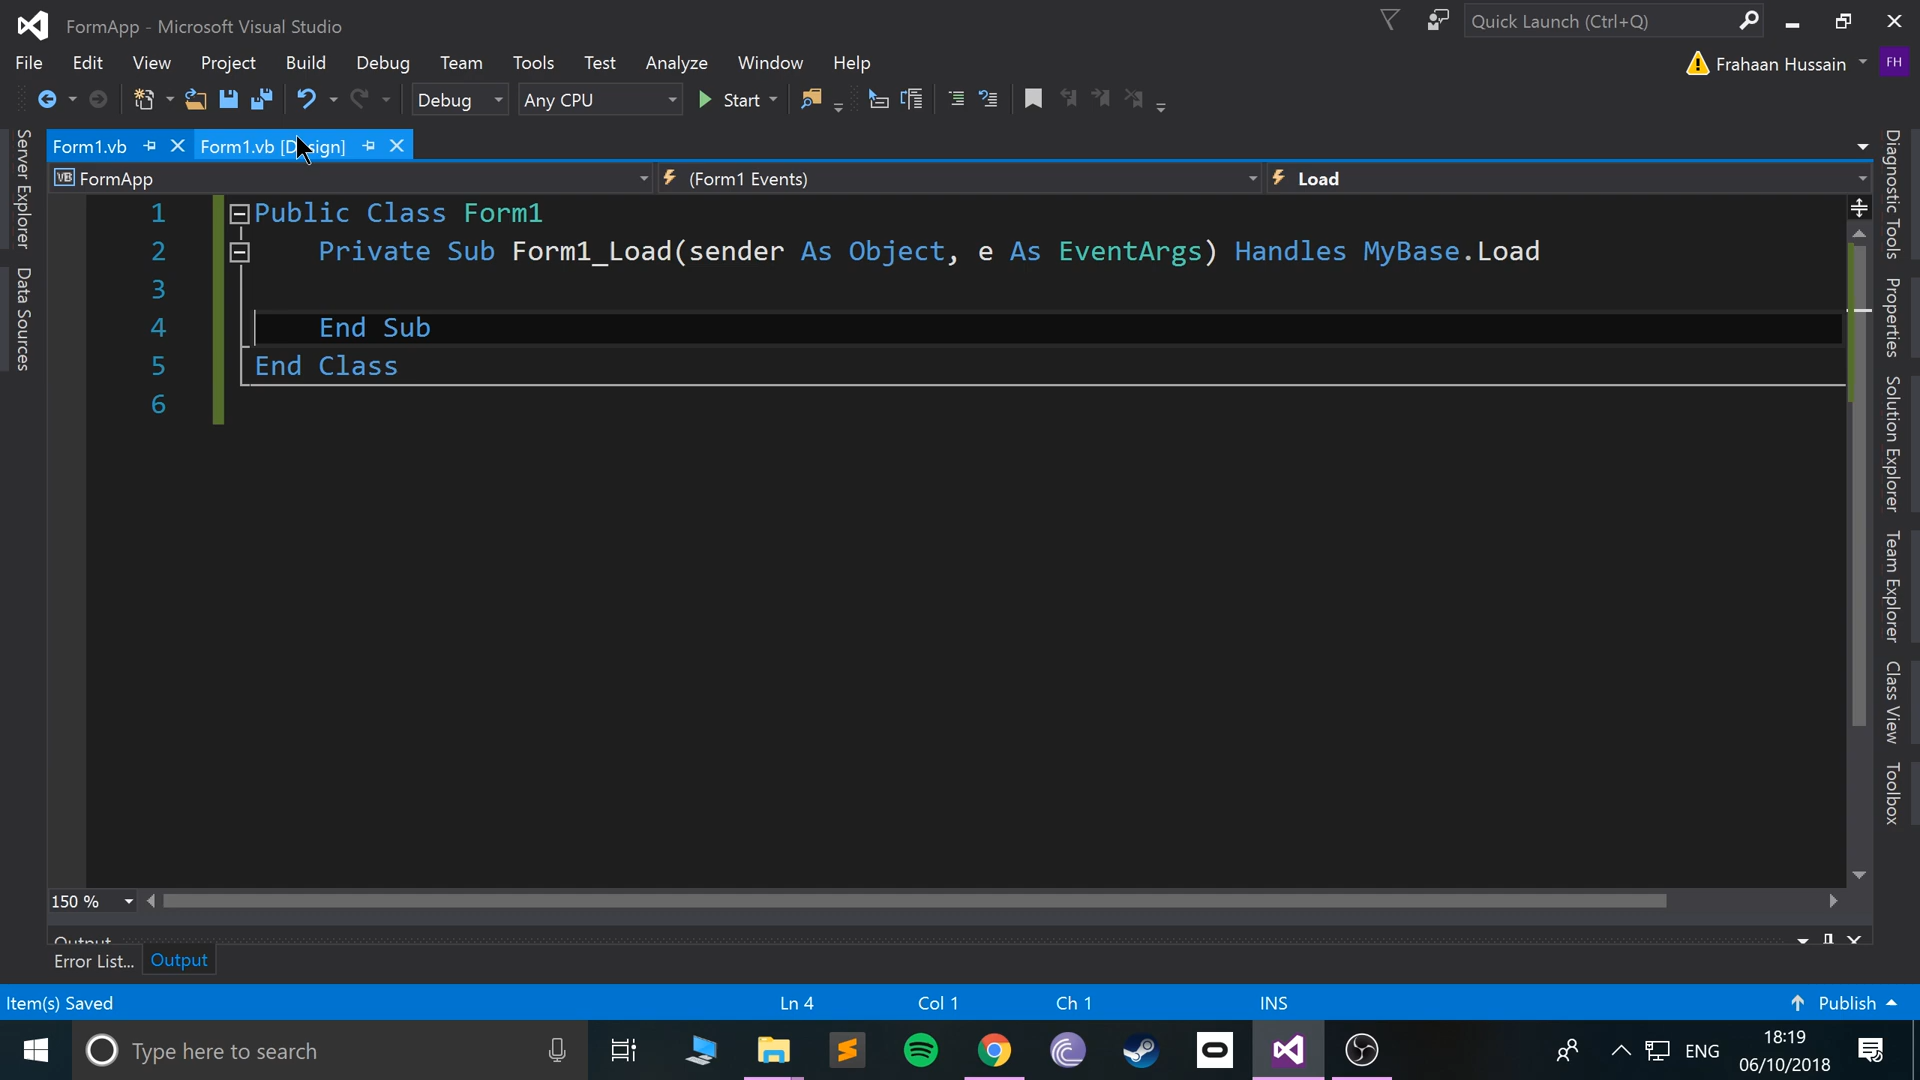 FormApp - Microsoft Visual Studio
Quick Launch (Ctrl+Q)
File Edit View Project Build Debug Team Tools Test Analyze Window Help
Frahaan Hussain FH
Debug Any CPU Start
Form1.vb Form1.vb [Design]
VB FormApp (Form1 Events) Load
1 Public Class Form1
2 Private Sub Form1_Load(sender As Object, e As EventArgs) Handles MyBase.Load
3
4 End Sub
5 End Class
6
Server Explorer
Data Sources
Diagnostic Tools
Properties
Solution Explorer
Team Explorer
Class View
Toolbox
150 %
Output
Error List... Output
Item(s) Saved Ln 4 Col 1 Ch 1 INS Publish
Type here to search
ENG
18:19
06/10/2018